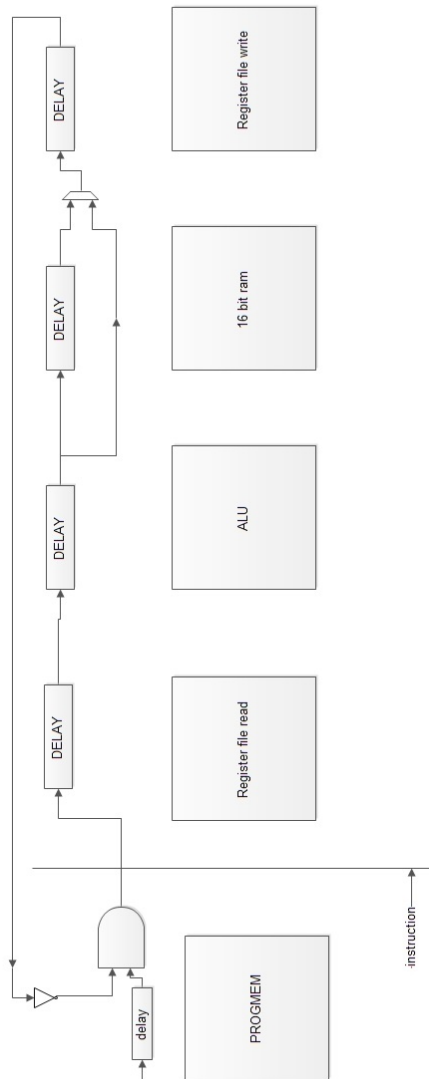 DELAY
Register file write
DELAY
16 bit ram
DELAY
ALU
DELAY
Register file read
instruction
delay
PROGMEM